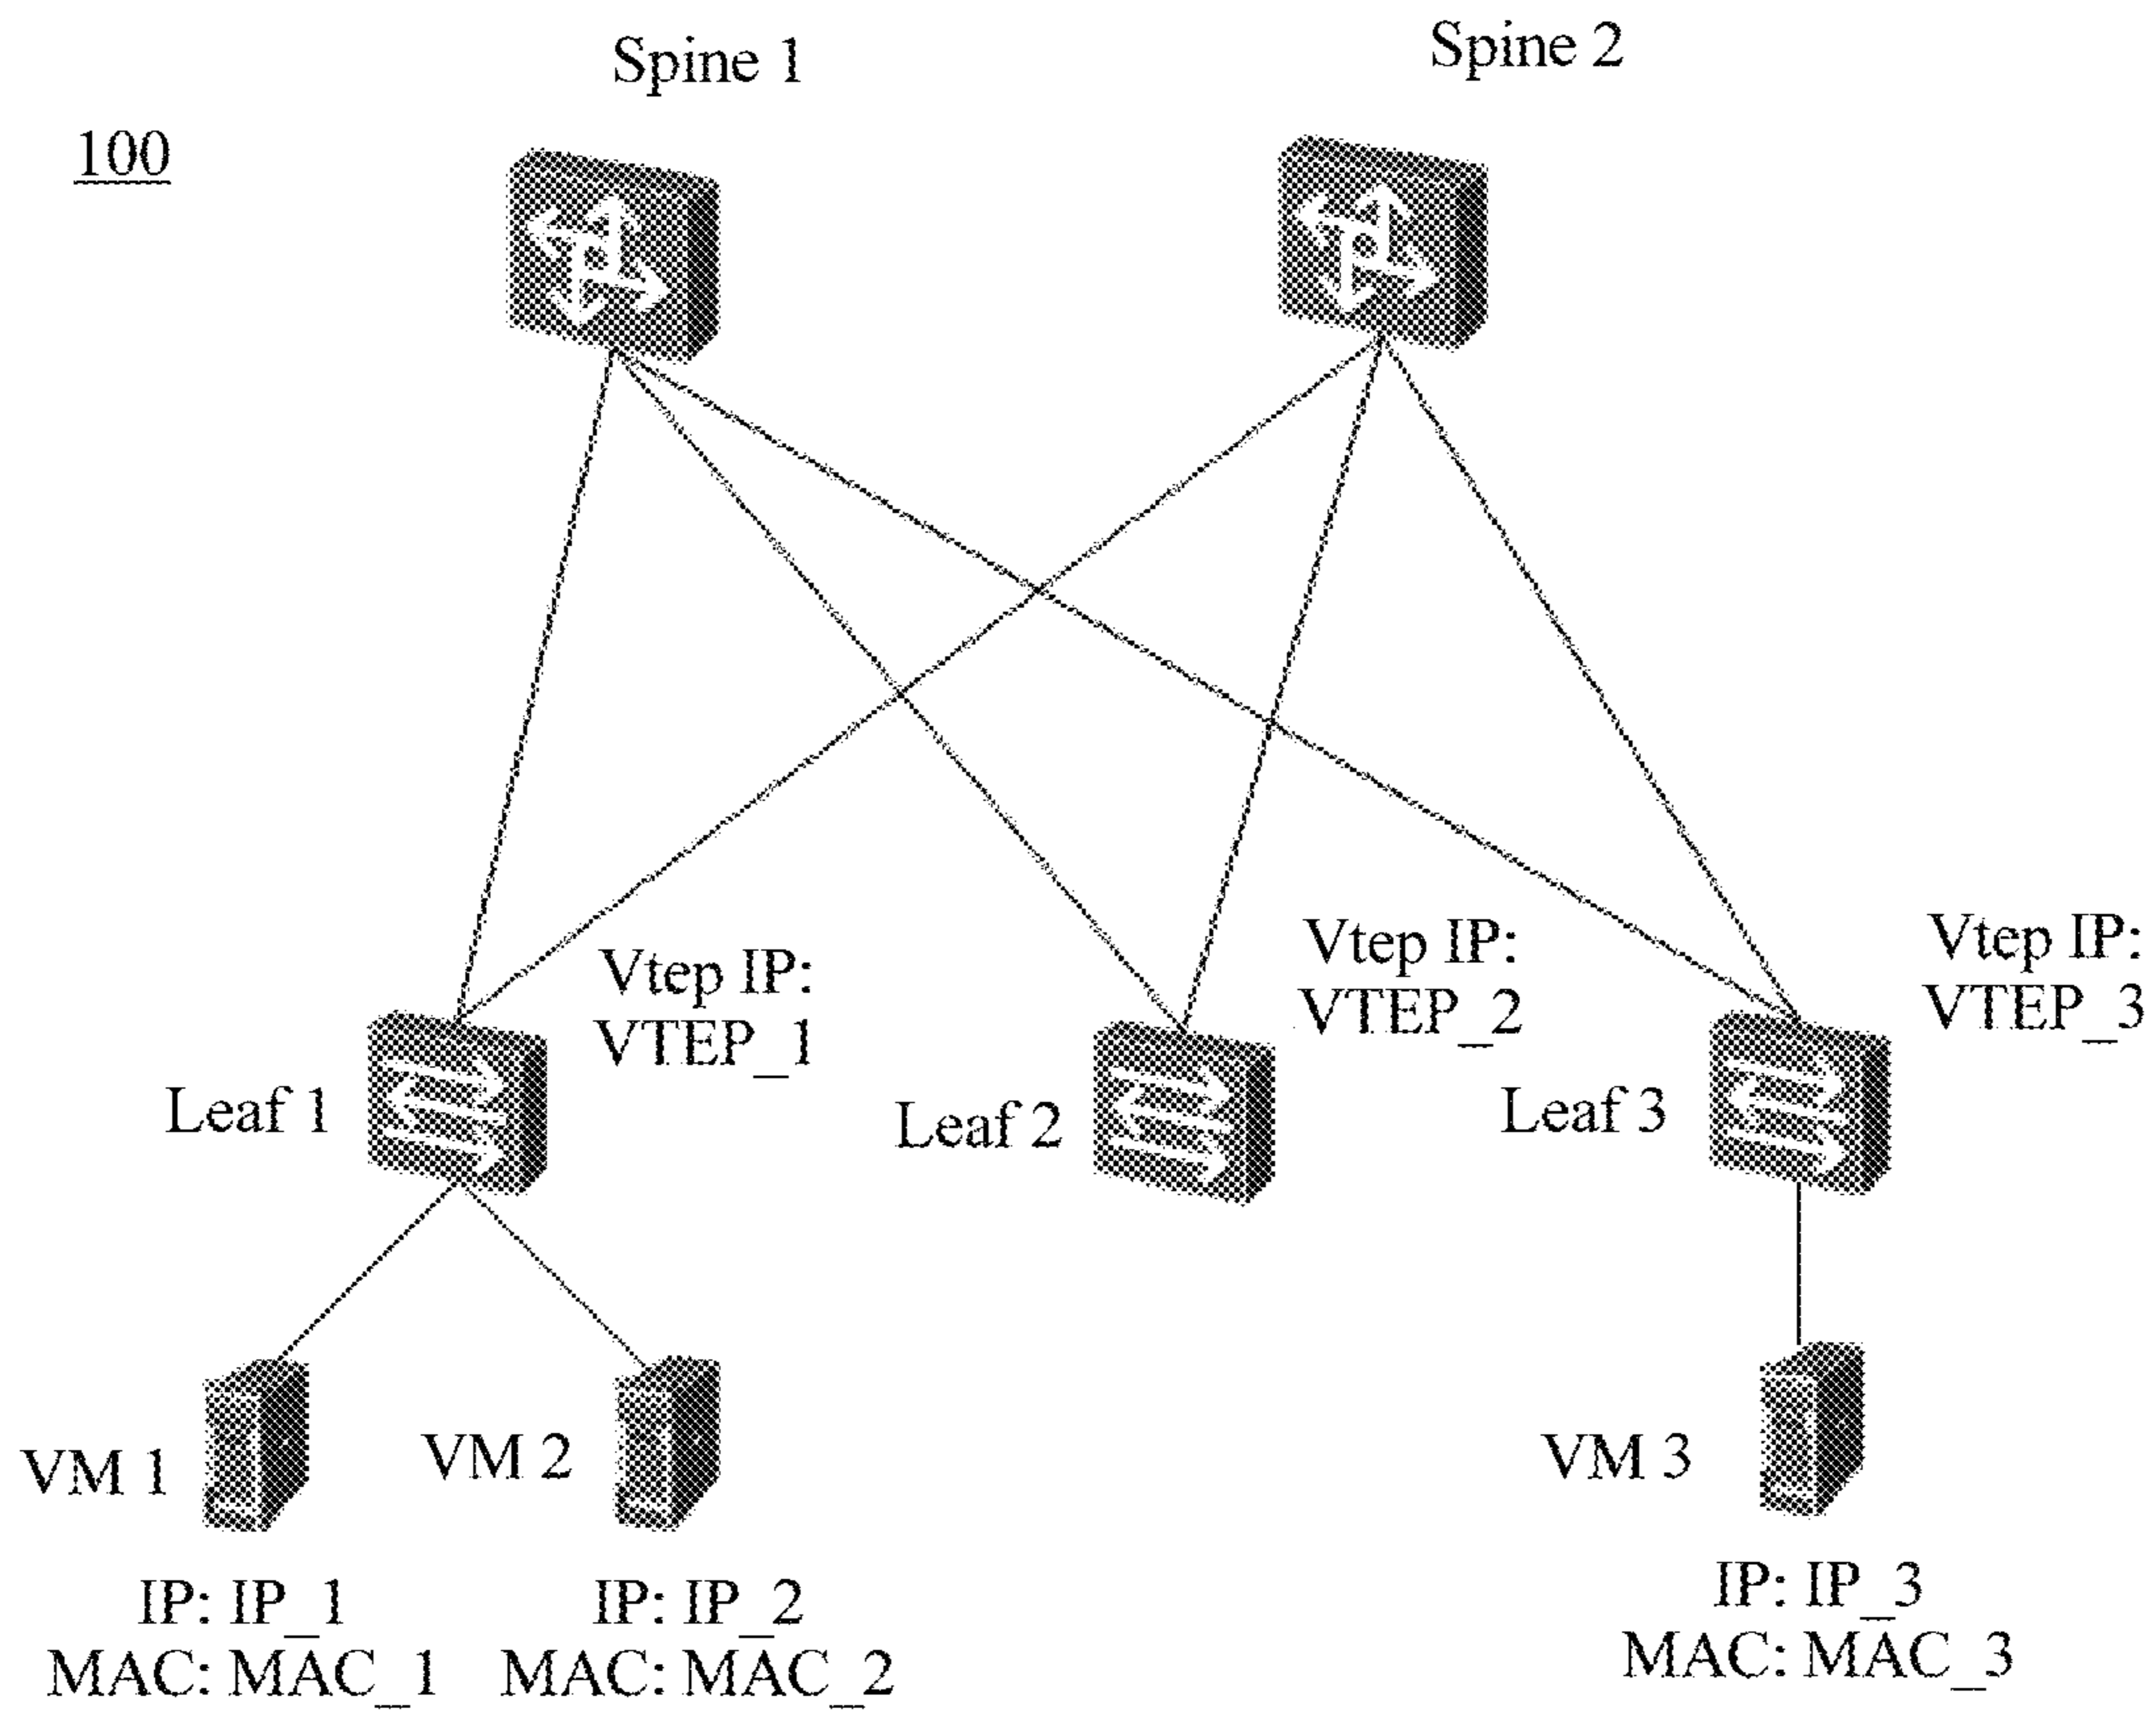 Spine 1
Spine 2
100
Vtep IP:
VTEP_1
Vtep IP:
VTEP_2
Vtep IP:
VTEP_3
Leaf 1
Leaf 2
Leaf 3
VM 1
VM 2
VM 3
IP: IP_1
MAC: MAC_1
IP: IP_2
MAC: MAC_2
IP: IP_3
MAC: MAC_3